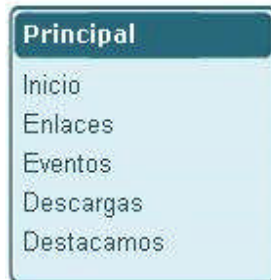 Principal
Inicio
Enlaces
Eventos
Descargas
Destacamos